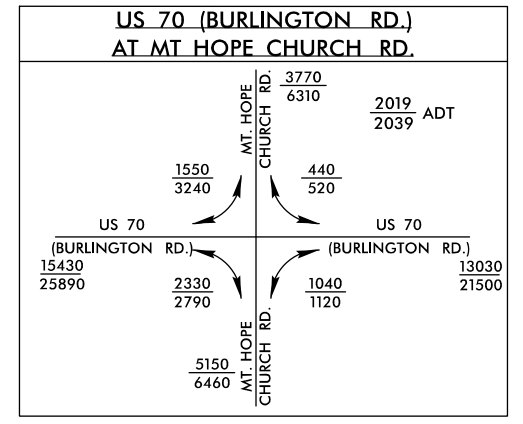 US 70 (BURLINGTON RD.)
AT MT HOPE CHURCH RD.
MT. HOPE
CHURCH RD.
3770
6310
2019
2039
ADT
1550
3240
440
520
US 70
(BURLINGTON RD.)
US 70
(BURLINGTON RD.)
15430
25890
2330
2790
1040
1120
13030
21500
5150
6460
MT. HOPE
CHURCH RD.